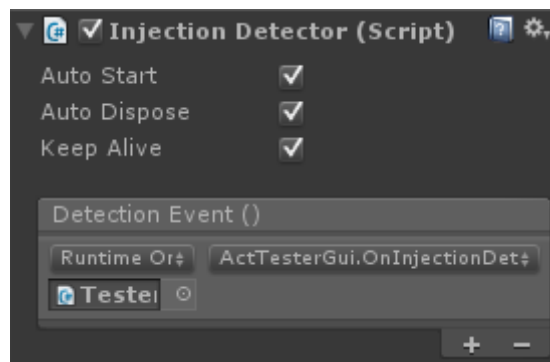 Injection Detector (Script)
Auto Start
Auto Dispose
Keep Alive
Detection Event ()
Runtime Or ActTesterGui.OnInjectionDet
Tester
+ −